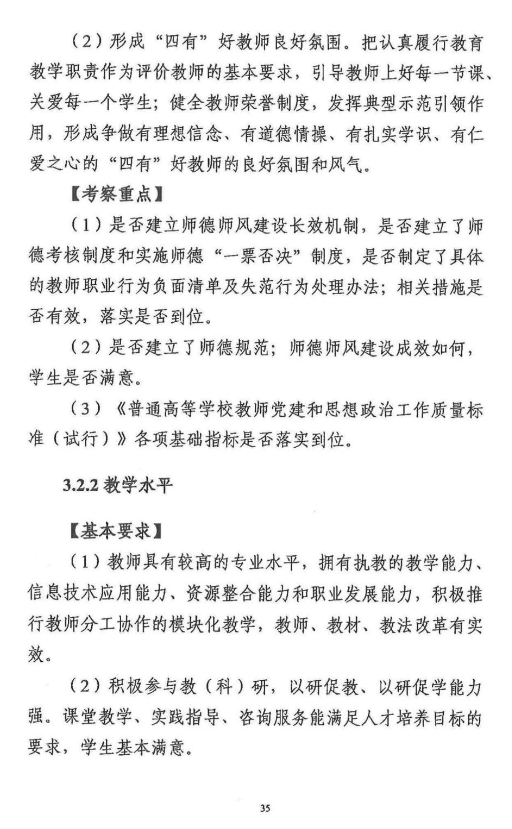 （2）形成“四有”好教师良好氛围。把认真履行教育
教学职责作为评价教师的基本要求，引导教师上好每一节课、
关爱每一个学生；健全教师荣誉制度，发挥典型示范引领作
用，形成争做有理想信念、有道德情操、有扎实学识、有仁
爱之心的“四有”好教师的良好氛围和风气。
【考察重点】
（1）是否建立师德师风建设长效机制，是否建立了师
德考核制度和实施师德“一票否决”制度，是否制定了具体
的教师职业行为负面清单及失范行为处理办法；相关措施是
否有效，落实是否到位。
（2）是否建立了师德规范；师德师风建设成效如何，
学生是否满意。
（3）《普通高等学校教师党建和思想政治工作质量标
准（试行）》各项基础指标是否落实到位。
3.2.2 教学水平
【基本要求】
（1）教师具有较高的专业水平，拥有执教的教学能力、
信息技术应用能力、资源整合能力和职业发展能力，积极推
行教师分工协作的模块化教学，教师、教材、教法改革有实
效。
（2）积极参与教（科）研，以研促教、以研促学能力
强。课堂教学、实践指导、咨询服务能满足人才培养目标的
要求，学生基本满意。
35